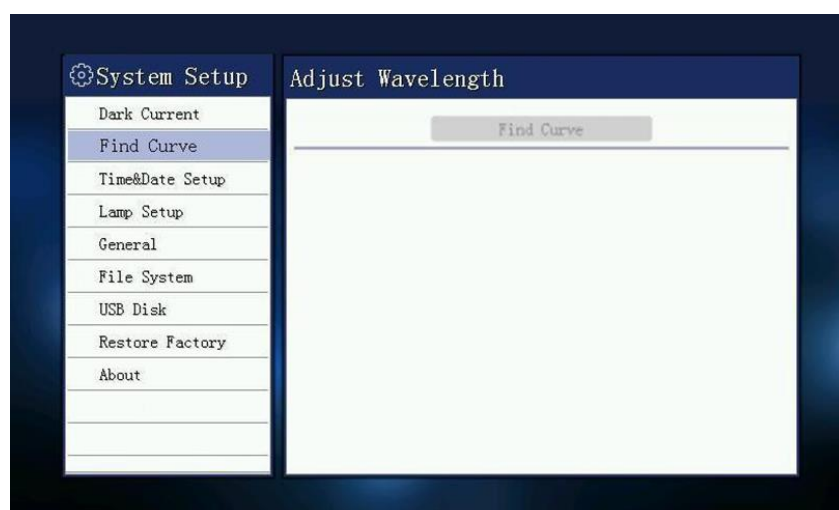 System Setup
Dark Current
Find Curve
Time&Date Setup
Lamp Setup
General
File System
USB Disk
Restore Factory
About
Adjust Wavelength
Find Curve